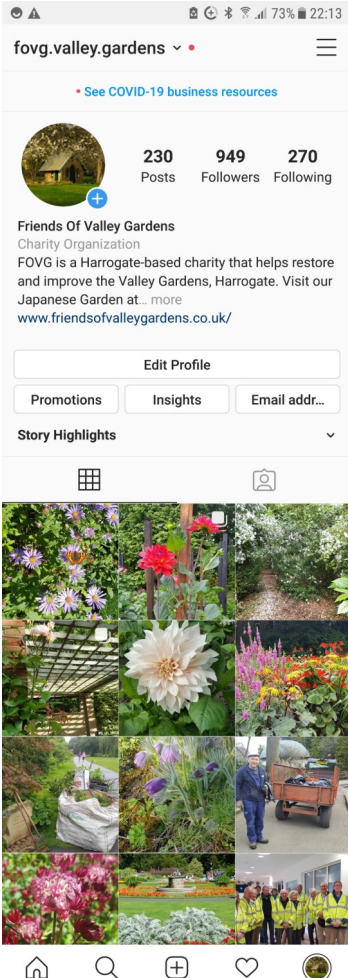 73% 22:13
fovg.valley.gardens
• See COVID-19 business resources
230 949 270
Posts Followers Following
Friends Of Valley Gardens
Charity Organization
FOVG is a Harrogate-based charity that helps restore
and improve the Valley Gardens, Harrogate. Visit our
Japanese Garden at... more
www.friendsofvalleygardens.co.uk/
Edit Profile
Promotions Insights Email addr...
Story Highlights